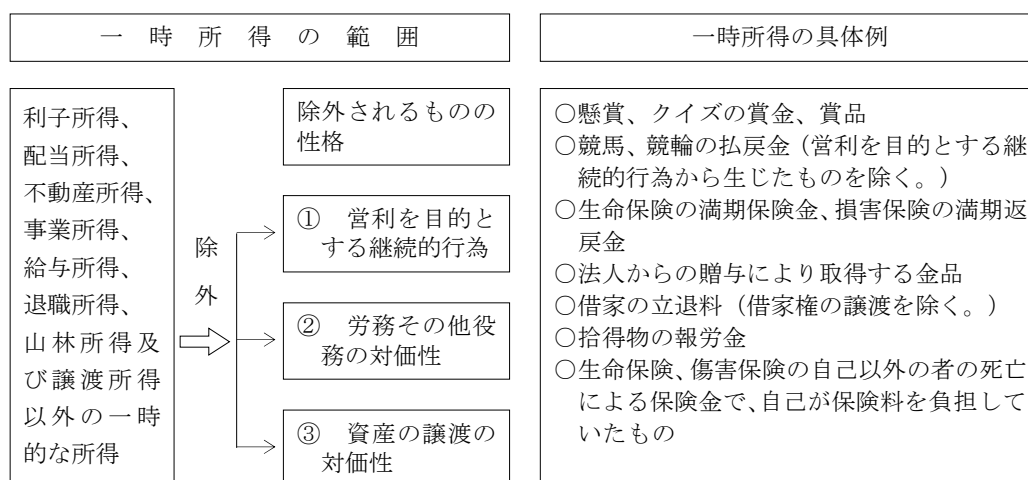 一時所得の範囲
一時所得の具体例
利子所得、
配当所得、
不動産所得、
事業所得、
給与所得、
退職所得、
山林所得及
び譲渡所得
以外の一時
的な所得
除
外
除外されるものの
性格
① 営利を目的と
する継続的行為
② 労務その他役
務の対価性
③ 資産の譲渡の
対価性
○懸賞、クイズの賞金、賞品
○競馬、競輪の払戻金(営利を目的とする継
続的行為から生じたものを除く。)
○生命保険の満期保険金、損害保険の満期返
戻金
○法人からの贈与により取得する金品
○借家の立退料(借家権の譲渡を除く。)
○拾得物の報労金
○生命保険、傷害保険の自己以外の者の死亡
による保険金で、自己が保険料を負担して
いたもの